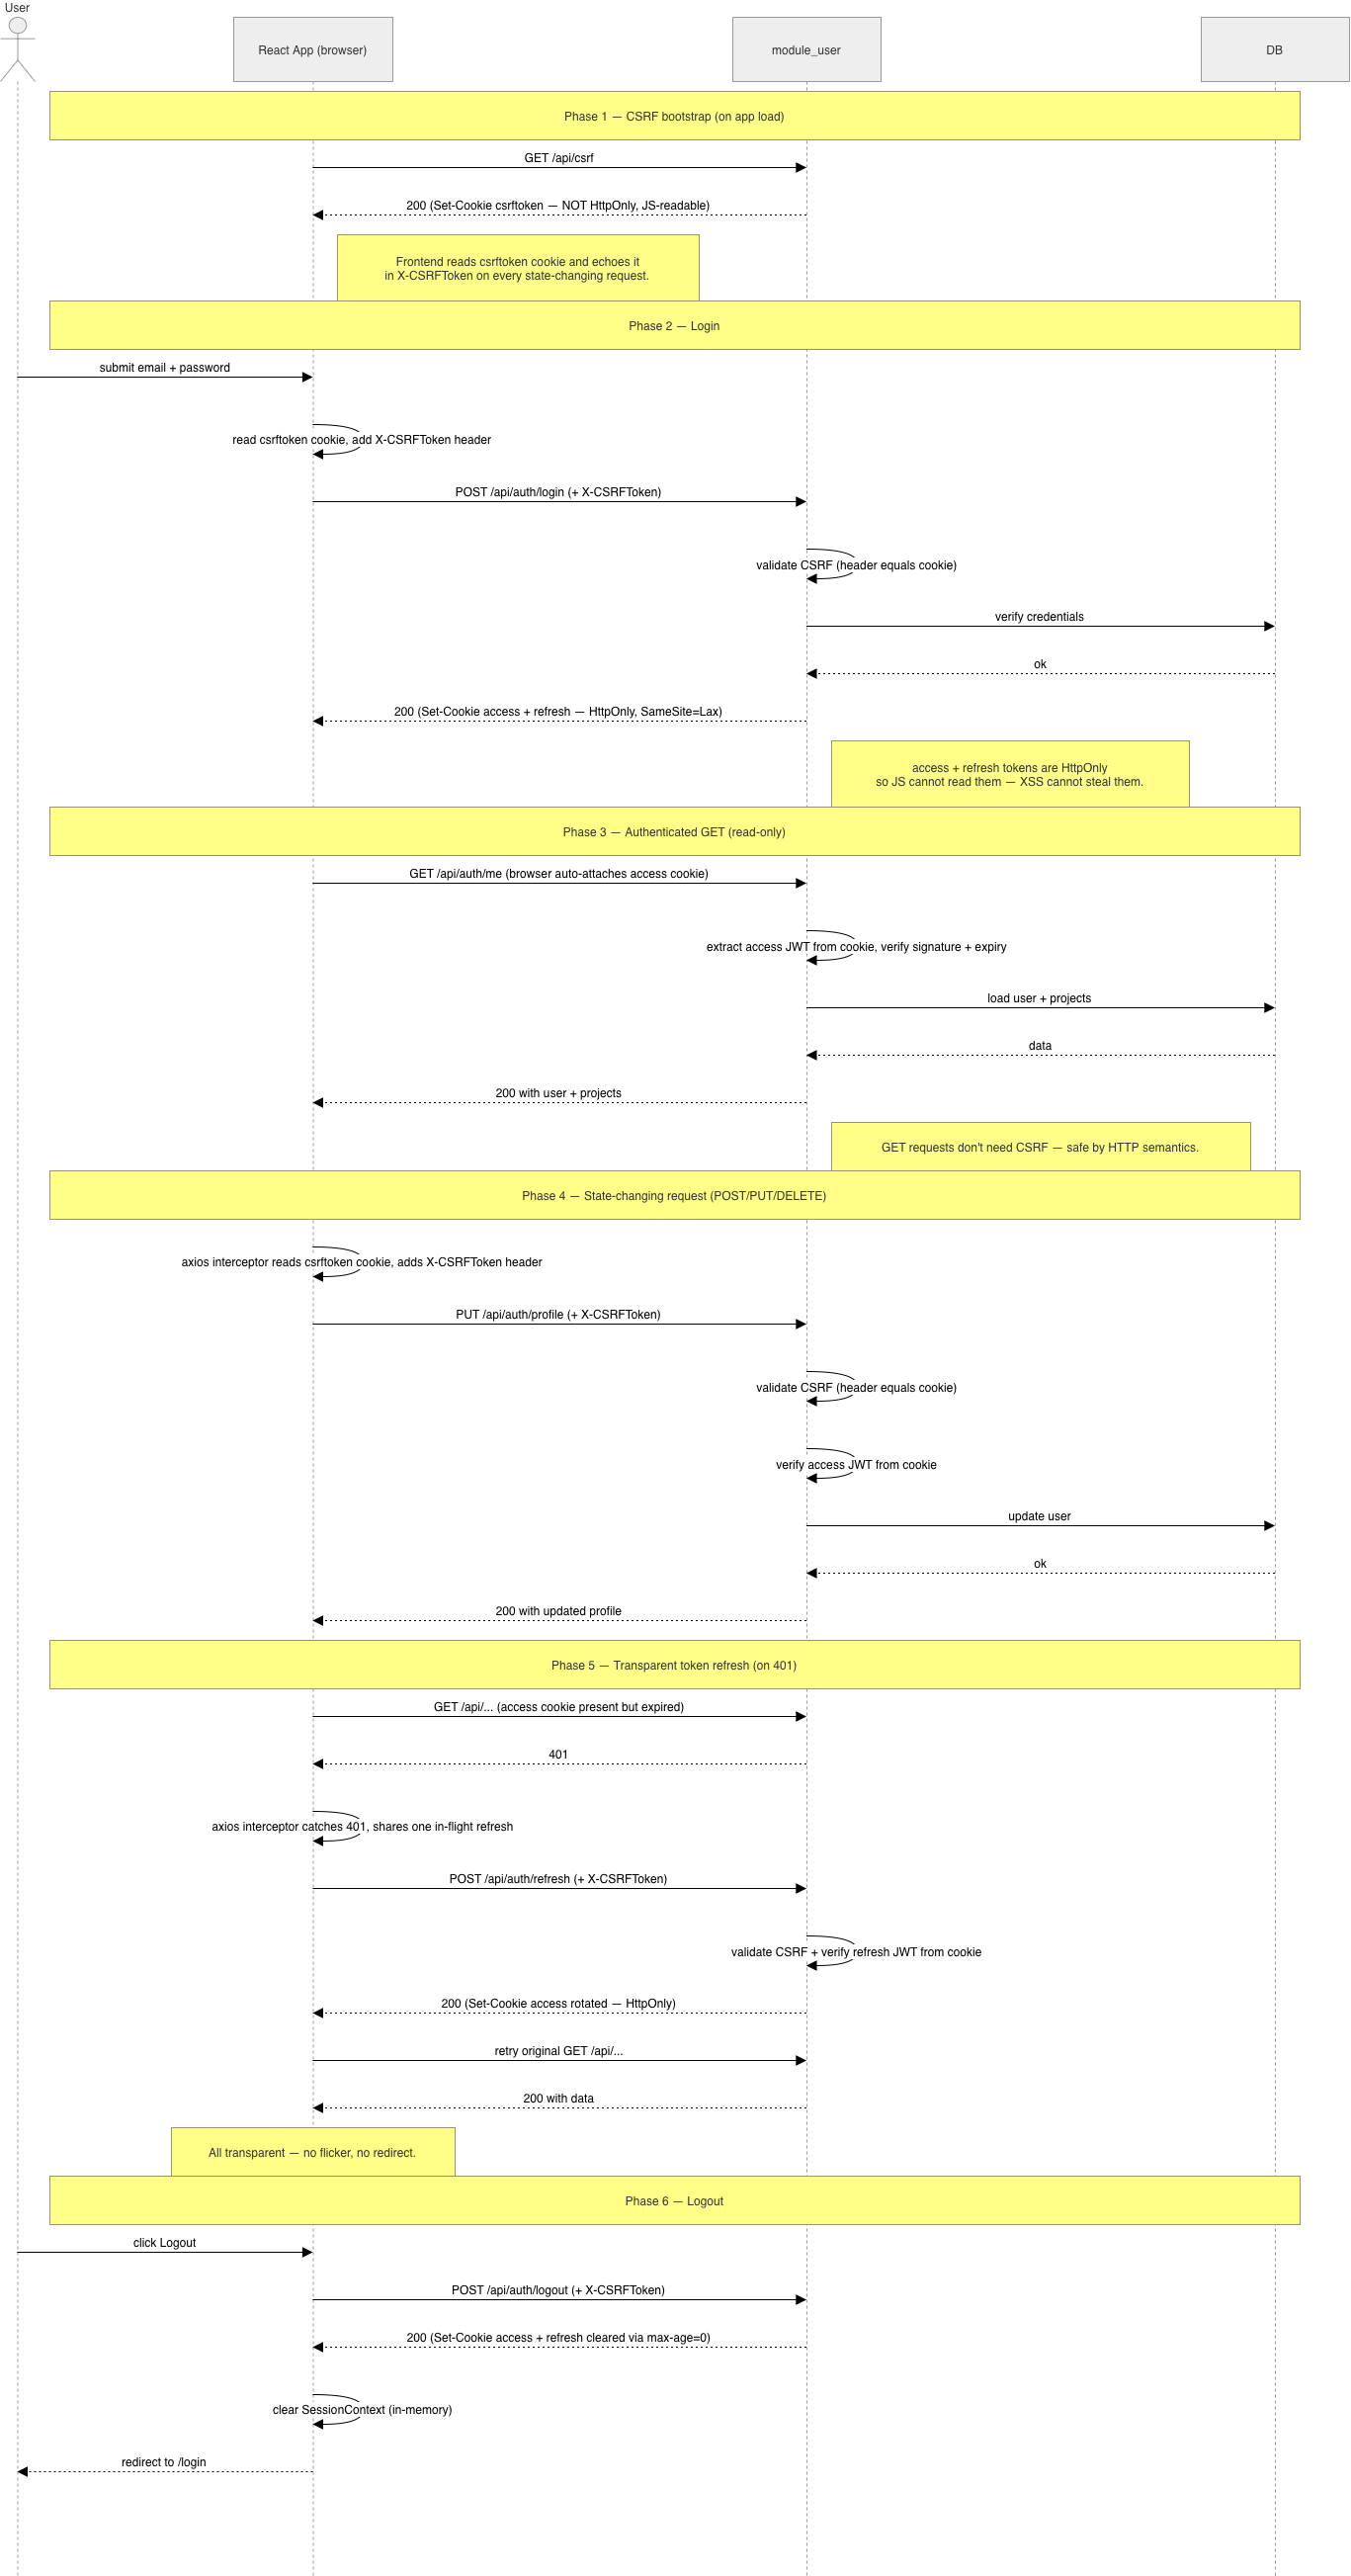 User
React App (browser)
module_user
DB
Phase 1 — CSRF bootstrap (on app load)
GET /api/csrf
200 (Set-Cookie csrftoken — NOT HttpOnly, JS-readable)
Frontend reads csrftoken cookie and echoes it
in X-CSRFToken on every state-changing request.
Phase 2 — Login
submit email + password
read csrftoken cookie, add X-CSRFToken header
POST /api/auth/login (+ X-CSRFToken)
validate CSRF (header equals cookie)
verify credentials
ok
200 (Set-Cookie access + refresh — HttpOnly, SameSite=Lax)
access + refresh tokens are HttpOnly
so JS cannot read them — XSS cannot steal them.
Phase 3 — Authenticated GET (read-only)
GET /api/auth/me (browser auto-attaches access cookie)
extract access JWT from cookie, verify signature + expiry
load user + projects
data
200 with user + projects
GET requests don't need CSRF — safe by HTTP semantics.
Phase 4 — State-changing request (POST/PUT/DELETE)
axios interceptor reads csrftoken cookie, adds X-CSRFToken header
PUT /api/auth/profile (+ X-CSRFToken)
validate CSRF (header equals cookie)
verify access JWT from cookie
update user
ok
200 with updated profile
Phase 5 — Transparent token refresh (on 401)
GET /api/... (access cookie present but expired)
401
axios interceptor catches 401, shares one in-flight refresh
POST /api/auth/refresh (+ X-CSRFToken)
validate CSRF + verify refresh JWT from cookie
200 (Set-Cookie access rotated — HttpOnly)
retry original GET /api/...
200 with data
All transparent — no flicker, no redirect.
Phase 6 — Logout
click Logout
POST /api/auth/logout (+ X-CSRFToken)
200 (Set-Cookie access + refresh cleared via max-age=0)
clear SessionContext (in-memory)
redirect to /login